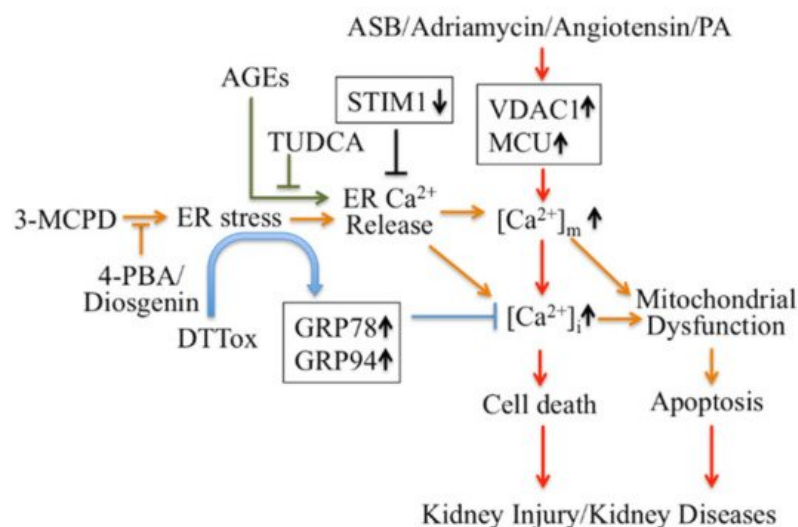 ASB/Adriamycin/Angiotensin/PA
AGEs
STIM1↓
VDAC1↑
MCU↑
TUDCA
3-MCPD
ER stress
ER Ca²⁺
Release
[Ca²⁺]ₘ ↑
4-PBA/
Diosgenin
DTTox
GRP78↑
GRP94↑
[Ca²⁺]ᵢ↑
Mitochondrial
Dysfunction
Cell death
Apoptosis
Kidney Injury/Kidney Diseases